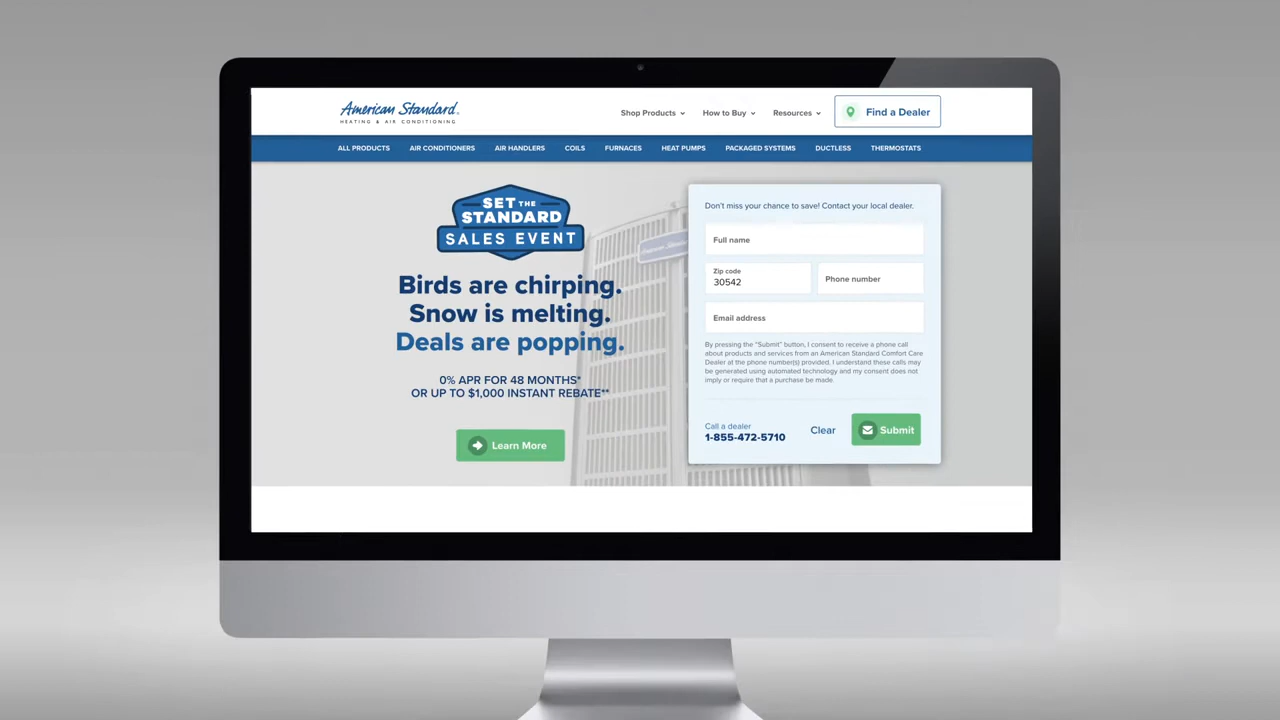 American Standard
HEATING & AIR CONDITIONING
Shop Products
How to Buy
Resources
Find a Dealer
ALL PRODUCTS
AIR CONDITIONERS
AIR HANDLERS
COILS
FURNACES
HEAT PUMPS
PACKAGED SYSTEMS
DUCTLESS
THERMOSTATS
SET THE
STANDARD
SALES EVENT
Birds are chirping.
Snow is melting.
Deals are popping.
0% APR FOR 48 MONTHS*
OR UP TO $1,000 INSTANT REBATE**
Learn More
American Standard
Don't miss your chance to save! Contact your local dealer.
Full name
Zip code
30542
Phone number
Email address
By pressing the "Submit" button, I consent to receive a phone call
about products and services from an American Standard Comfort Care
Dealer at the phone number(s) provided. I understand these calls may
be generated using automated technology and my consent does not
imply or require that a purchase be made
Call a dealer
1-855-472-5710
Clear
Submit